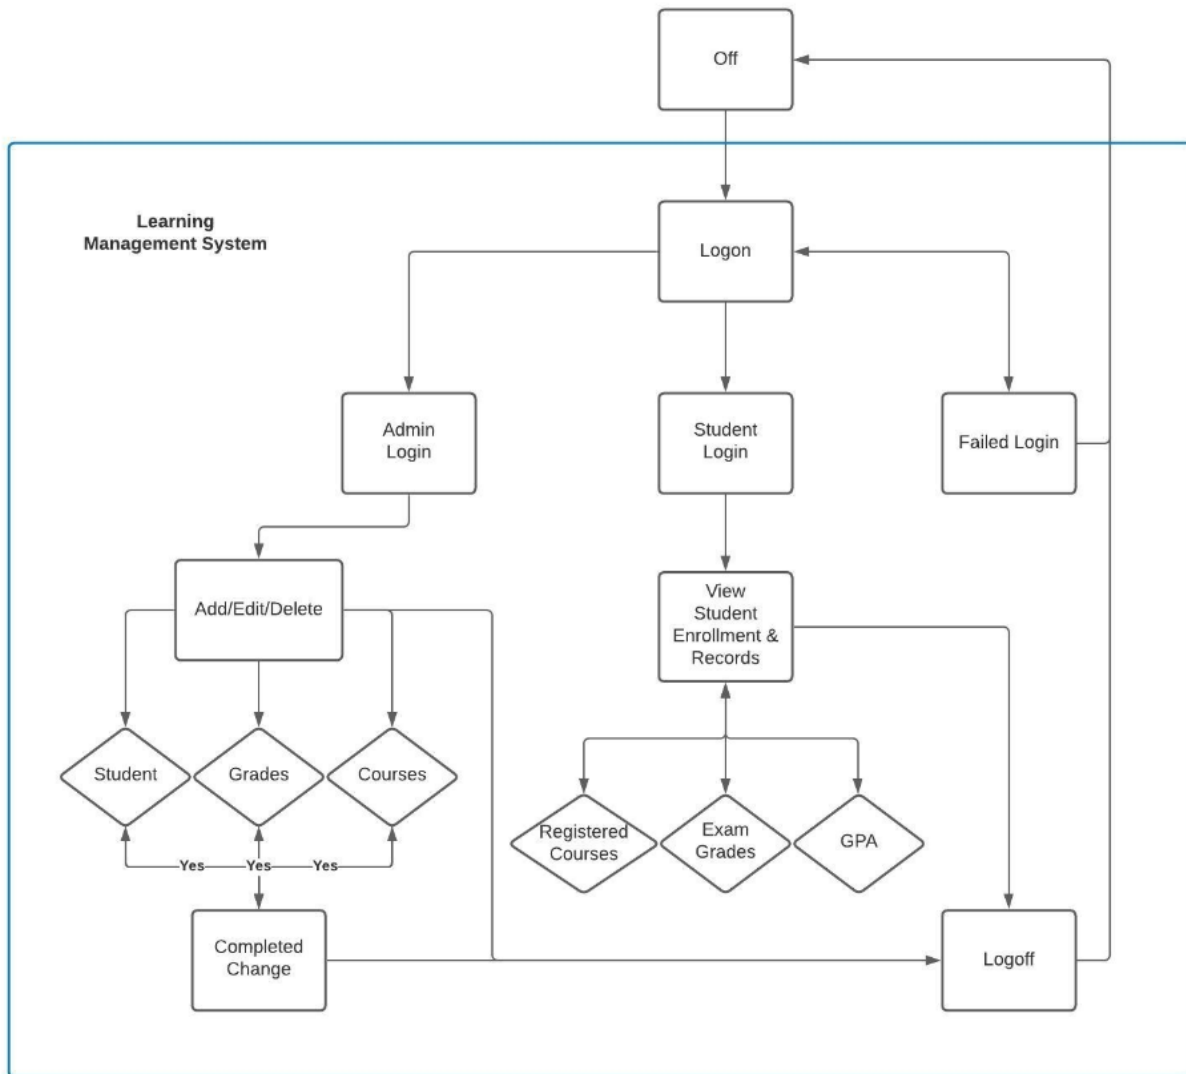 Off
Learning
Management System
Logon
Admin
Login
Student
Login
Failed Login
Add/Edit/Delete
View
Student
Enrollment &
Records
Student
Grades
Courses
Registered
Courses
Exam
Grades
GPA
Yes
Yes
Yes
Completed
Change
Logoff